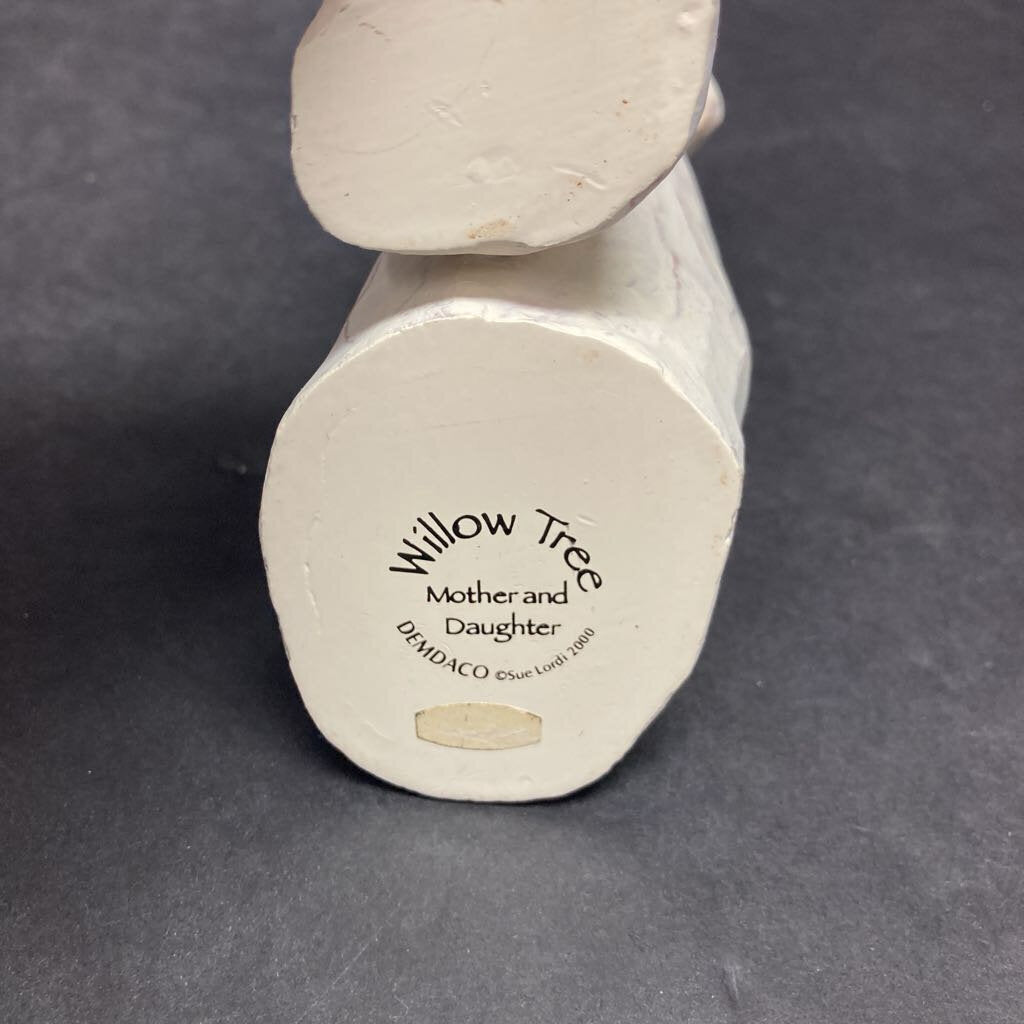 Willow Tree
Mother and
Daughter
DEMDACO ©Sue Lordi 2000